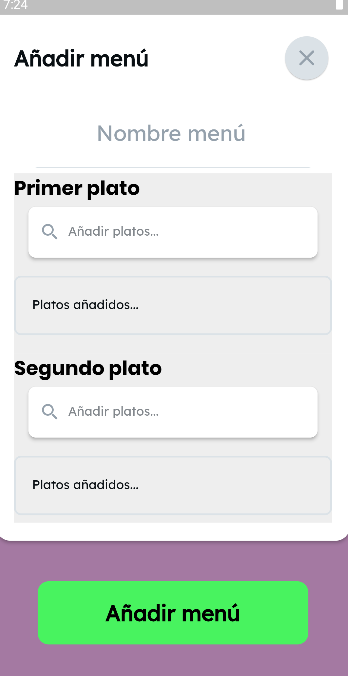 7:24
Añadir menú
Nombre menú
Primer plato
Añadir platos...
Platos añadidos...
Segundo plato
Añadir platos...
Platos añadidos...
Añadir menú